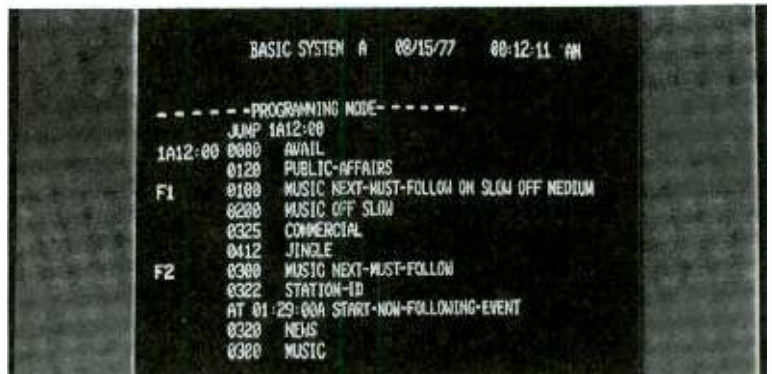 BASIC SYSTEM A 08/15/77 00:12:11 AM
- - - - - - -PROGRAMMING MODE- - - - - -.
JUMP 1A12:00
1A12:00 0000 AVAIL
0120 PUBLIC-AFFAIRS
F1 0100 MUSIC NEXT-MUST-FOLLOW ON SLOW OFF MEDIUM
0200 MUSIC OFF SLOW
0325 COMMERCIAL
0412 JINGLE
F2 0300 MUSIC NEXT-MUST-FOLLOW
0322 STATION-ID
AT 01:29:00A START-NOW-FOLLOWING-EVENT
0320 NEWS
0300 MUSIC